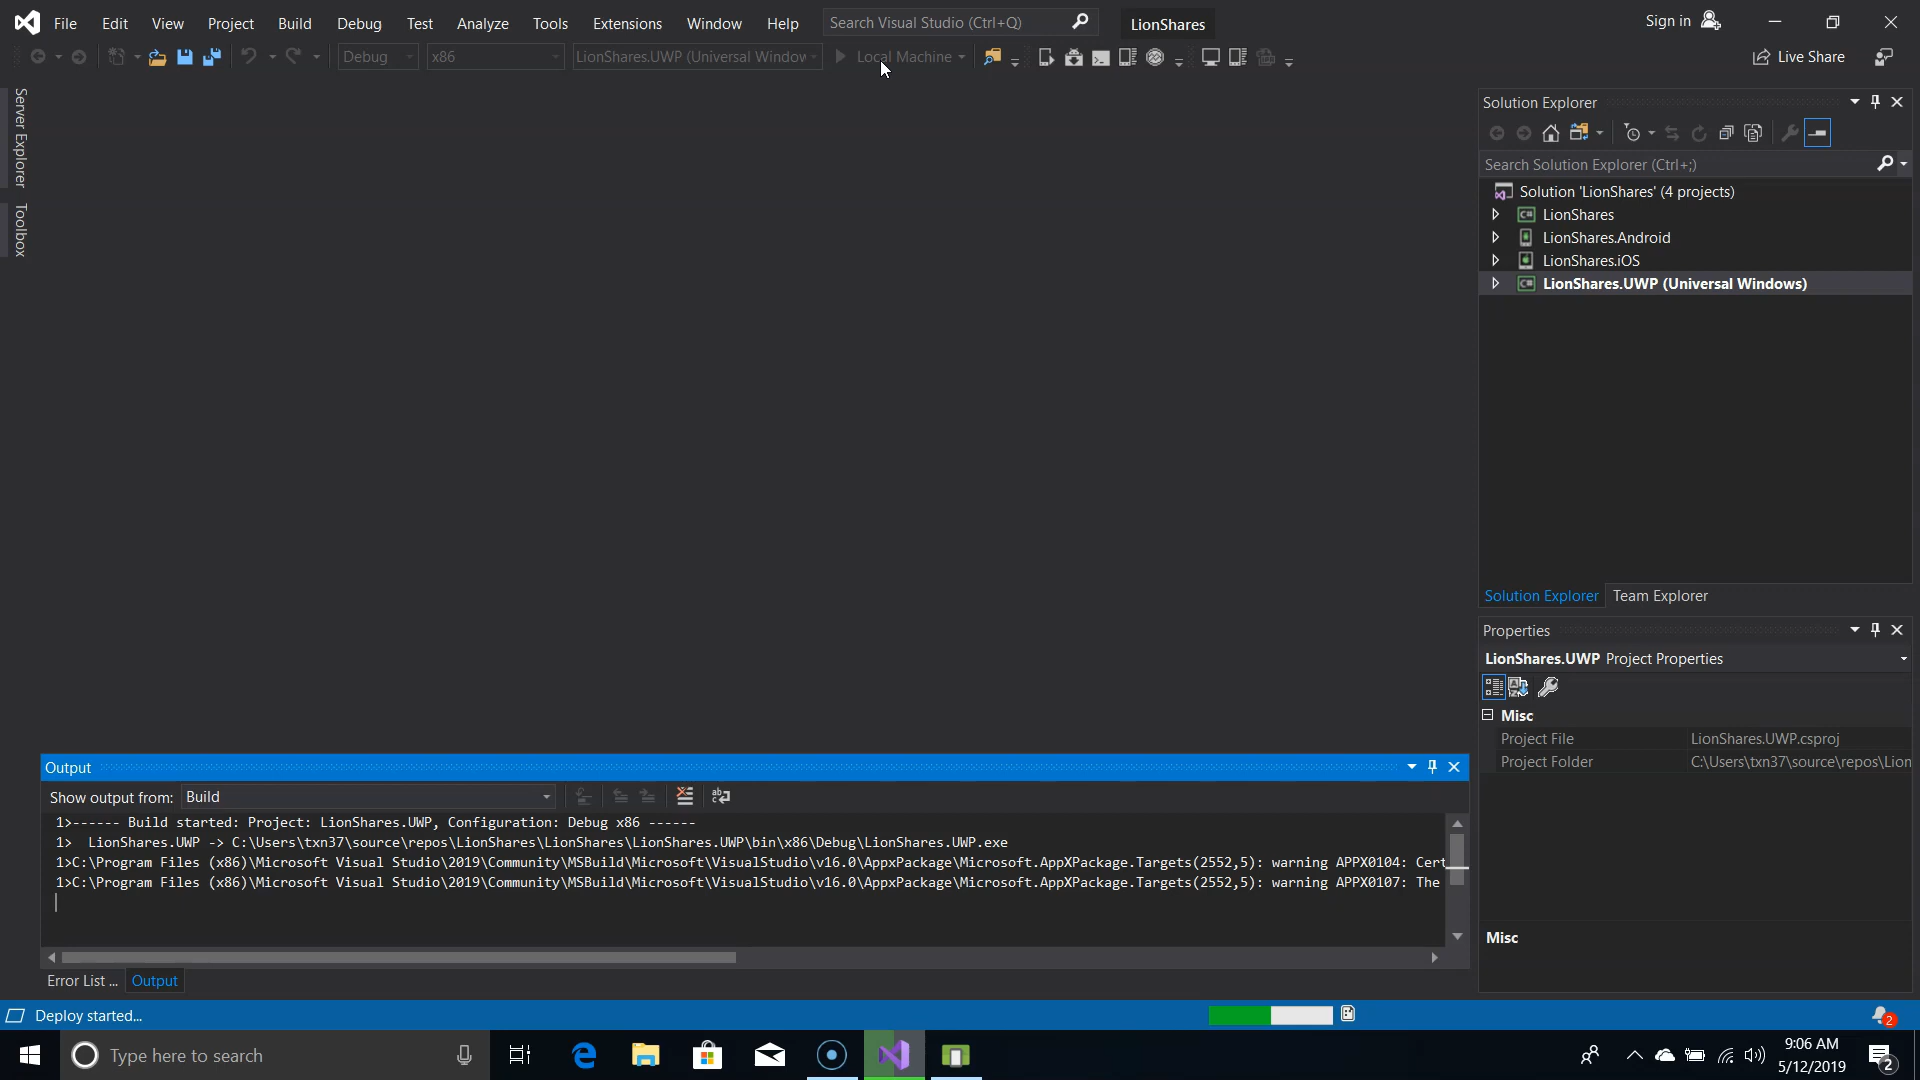 File Edit View Project Build Debug Test Analyze Tools Extensions Window Help Search Visual Studio (Ctrl+Q) LionShares Sign in
Debug x86 LionShares.UWP (Universal Window Local Machine Live Share
Server Explorer
Toolbox
Solution Explorer
Search Solution Explorer (Ctrl+;)
Solution 'LionShares' (4 projects)
LionShares
LionShares.Android
LionShares.iOS
LionShares.UWP (Universal Windows)
Solution Explorer Team Explorer
Properties
LionShares.UWP Project Properties
Misc
Project File LionShares.UWP.csproj
Project Folder C:\Users\txn37\source\repos\Lion
Misc
Output
Show output from: Build
1>------ Build started: Project: LionShares.UWP, Configuration: Debug x86 ------
1>  LionShares.UWP -> C:\Users\txn37\source\repos\LionShares\LionShares\LionShares.UWP\bin\x86\Debug\LionShares.UWP.exe
1>C:\Program Files (x86)\Microsoft Visual Studio\2019\Community\MSBuild\Microsoft\VisualStudio\v16.0\AppxPackage\Microsoft.AppXPackage.Targets(2552,5): warning APPX0104: Cert
1>C:\Program Files (x86)\Microsoft Visual Studio\2019\Community\MSBuild\Microsoft\VisualStudio\v16.0\AppxPackage\Microsoft.AppXPackage.Targets(2552,5): warning APPX0107: The
Error List ... Output
Deploy started... 2
Type here to search
9:06 AM
5/12/2019
2